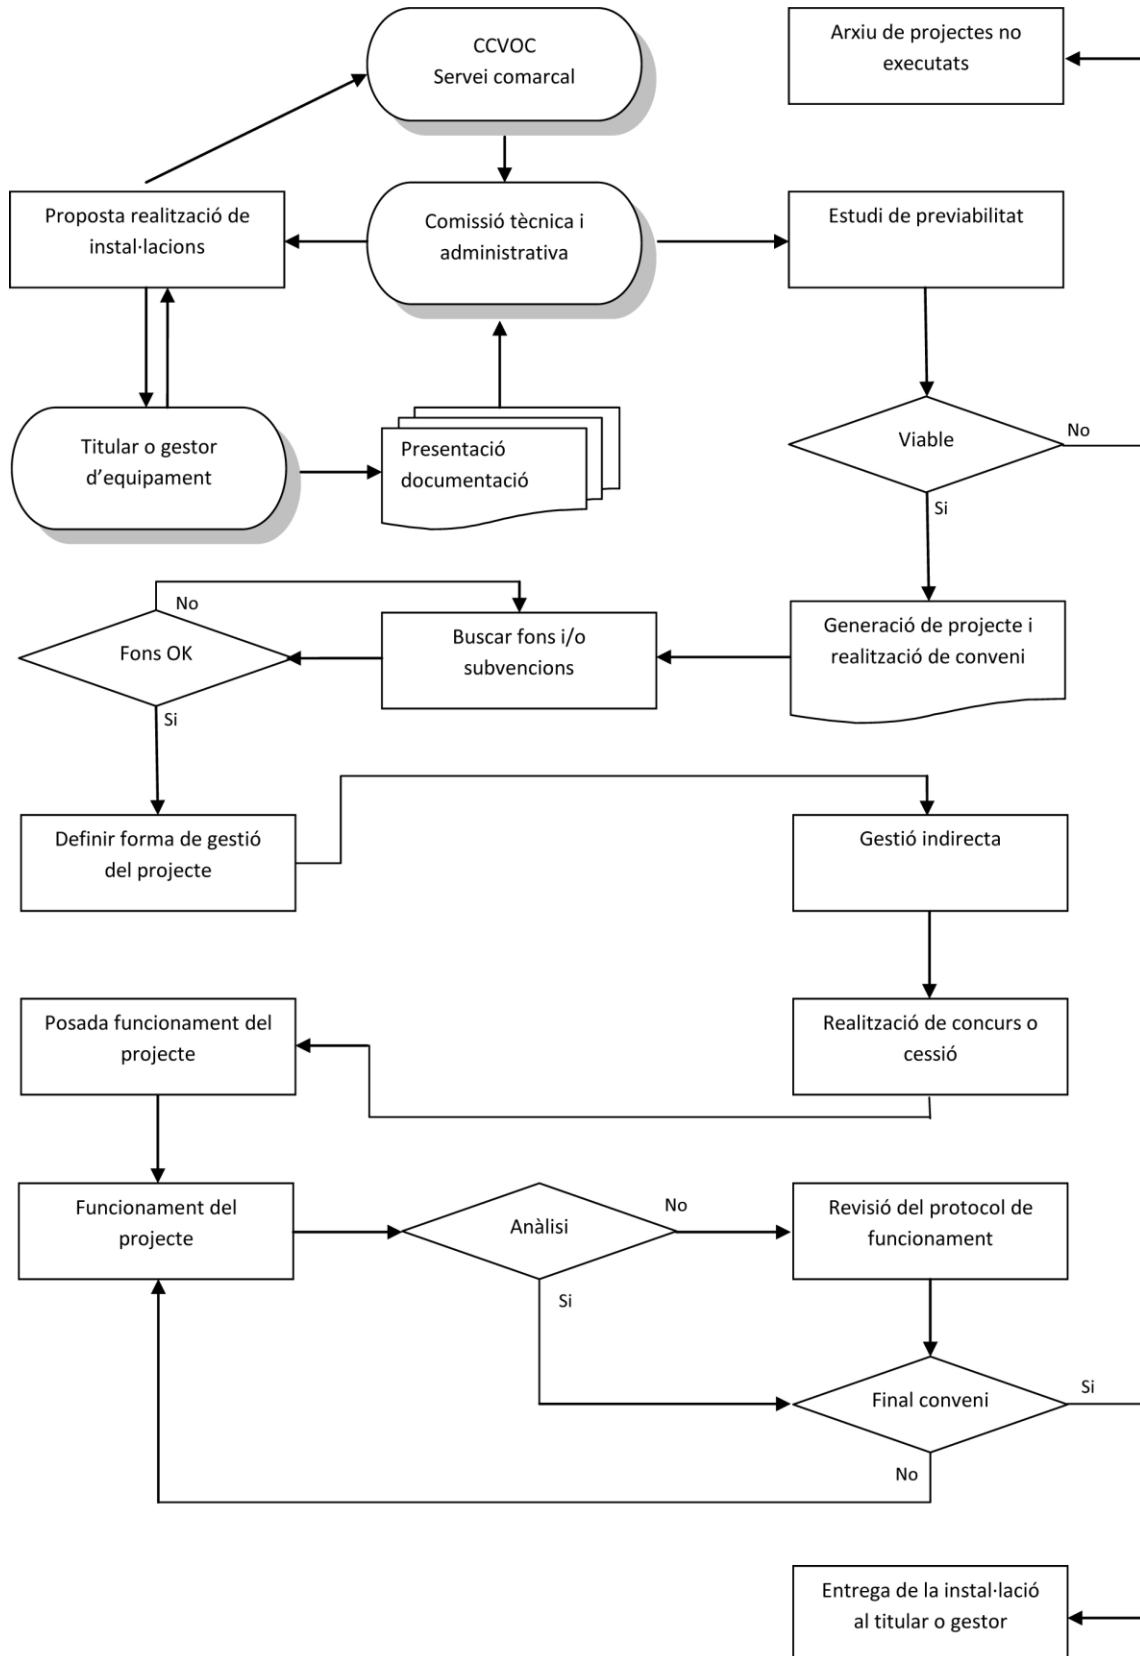 CCVOC
Servei comarcal
Arxiu de projectes no
executats
Proposta realització de
instal·lacions
Comissió tècnica i
administrativa
Estudi de previabilitat
Titular o gestor
d’equipament
Presentació
documentació
Viable
No
Si
No
Fons OK
Si
Buscar fons i/o
subvencions
Generació de projecte i
realització de conveni
Definir forma de gestió
del projecte
Gestió indirecta
Posada funcionament del
projecte
Realització de concurs o
cessió
Funcionament del
projecte
Anàlisi
No
Si
Revisió del protocol de
funcionament
Final conveni
Si
No
Entrega de la instal·lació
al titular o gestor